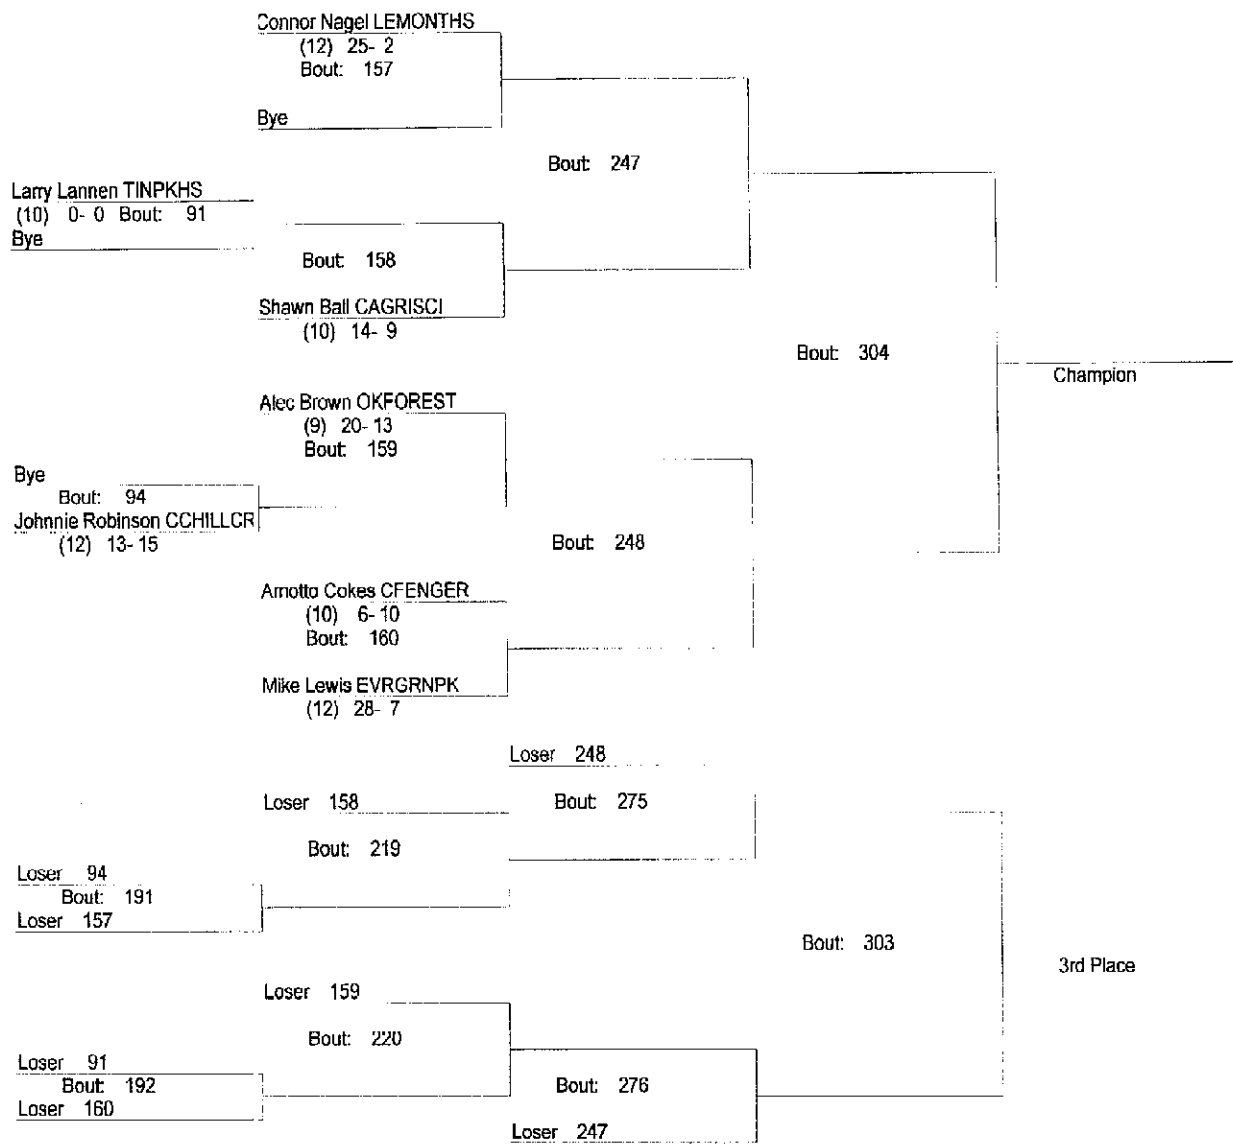 Connor Nagel LEMONTHS
(12) 25- 2
Bout: 157
Bye
Bout: 247
Larry Lannen TINPKHS
(10) 0- 0 Bout: 91
Bye
Bout: 158
Shawn Ball CAGRISCI
(10) 14- 9
Bout: 304
Champion
Alec Brown OKFOREST
(9) 20- 13
Bout: 159
Bye
Bout: 94
Johnnie Robinson CCHILLCR
(12) 13- 15
Bout: 248
Arnotto Cokes CFENGER
(10) 6- 10
Bout: 160
Mike Lewis EVRGRNPK
(12) 28- 7
Loser 248
Loser 158
Bout: 275
Bout: 219
Loser 94
Bout: 191
Loser 157
Bout: 303
3rd Place
Loser 159
Bout: 220
Loser 91
Bout: 192
Loser 160
Bout: 276
Loser 247